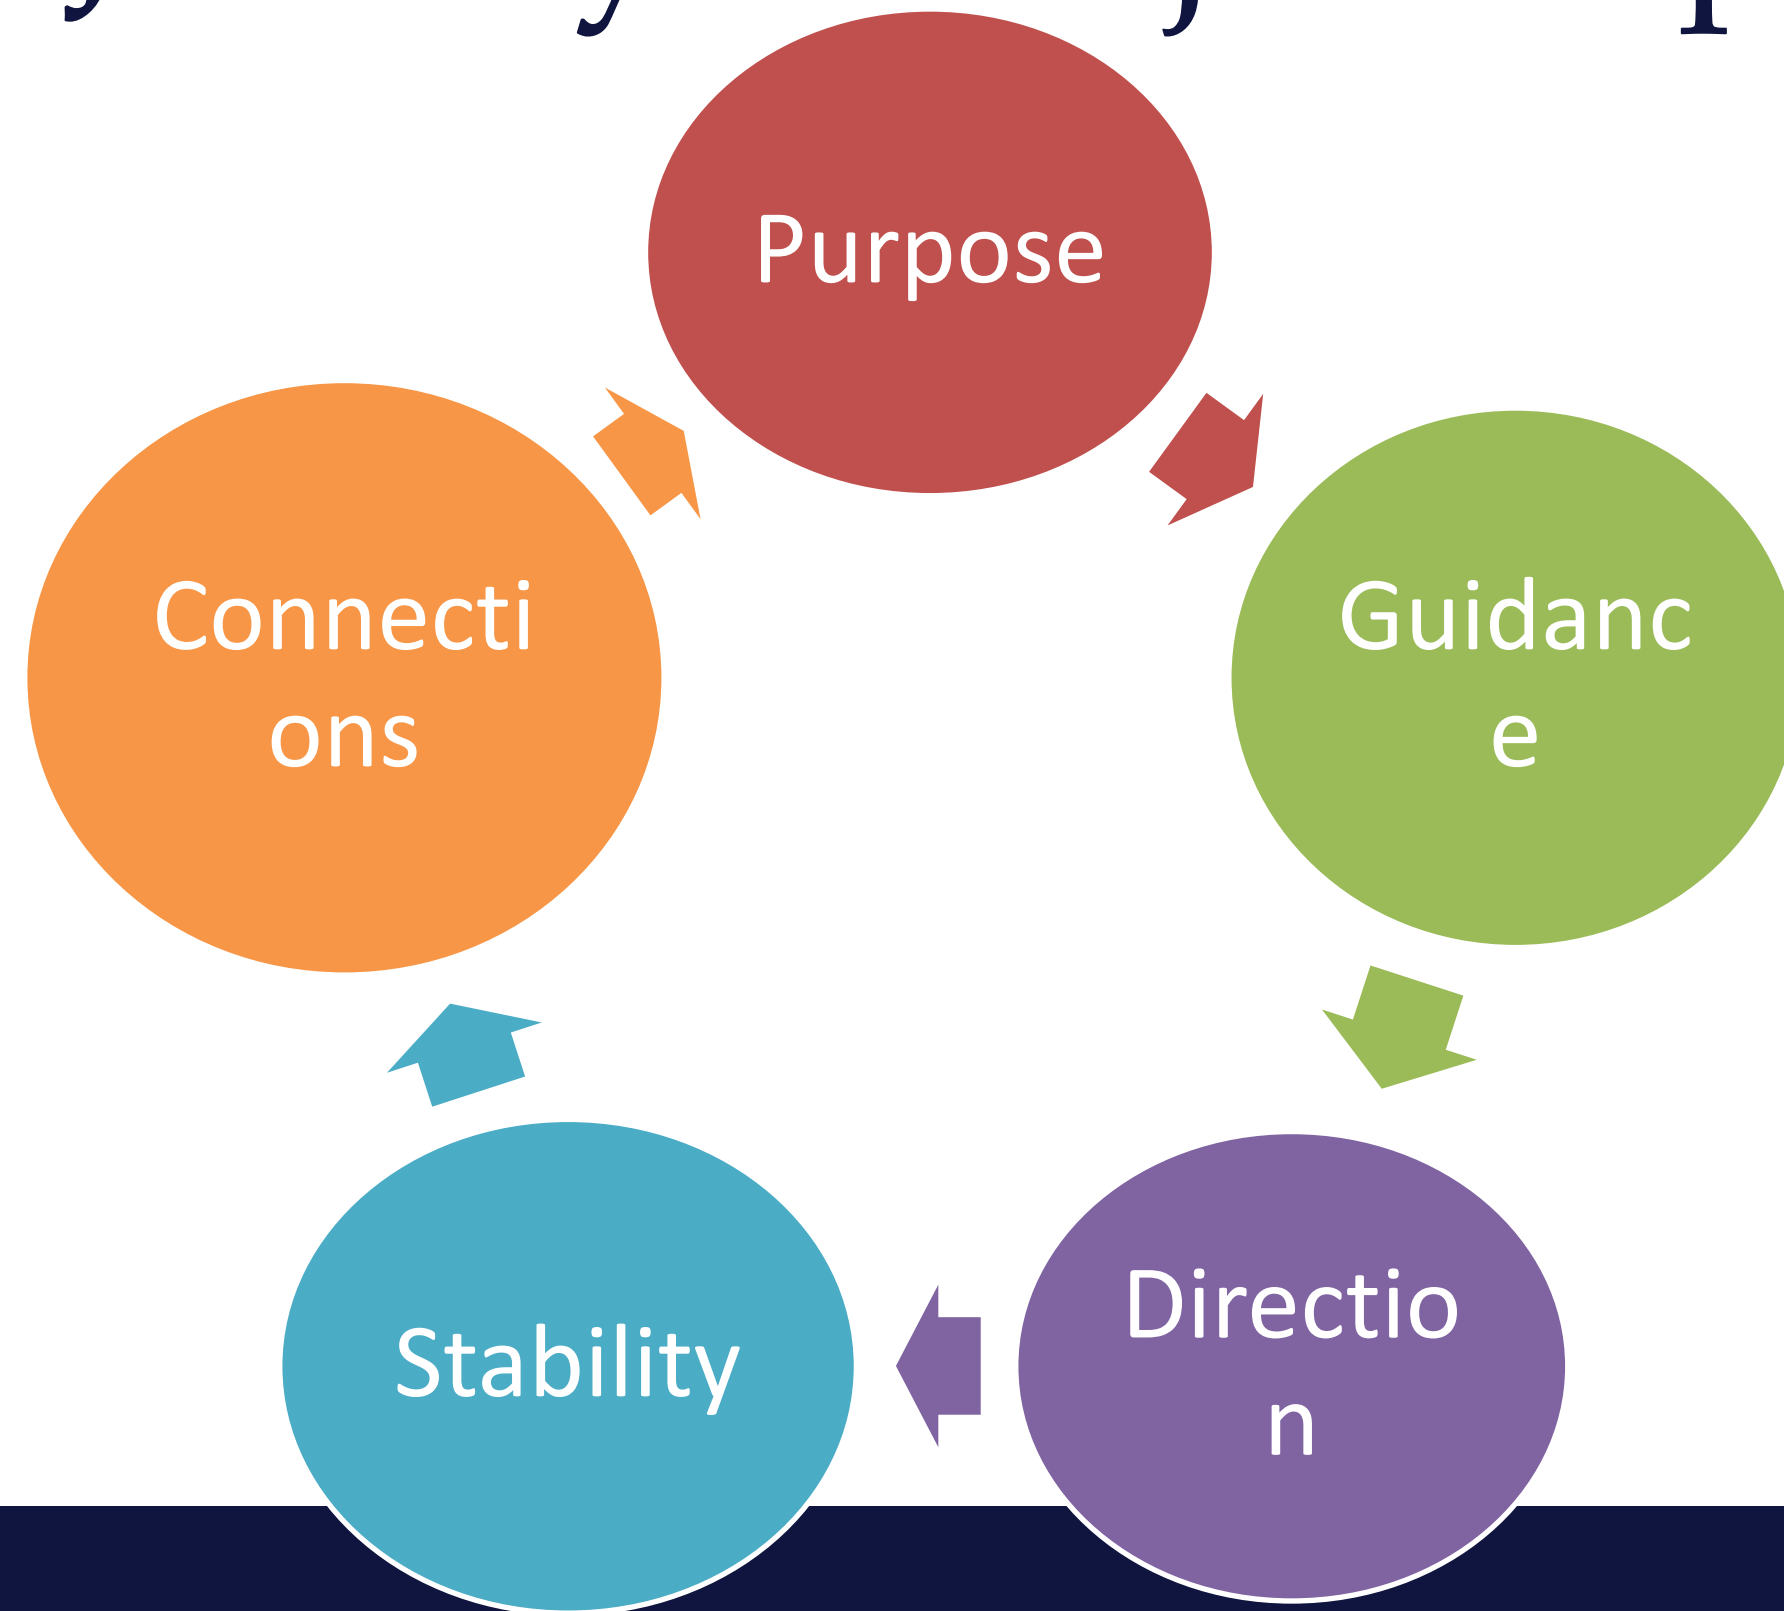 Purpose
Connecti
ons
Guidanc
e
Stability
Directio
n